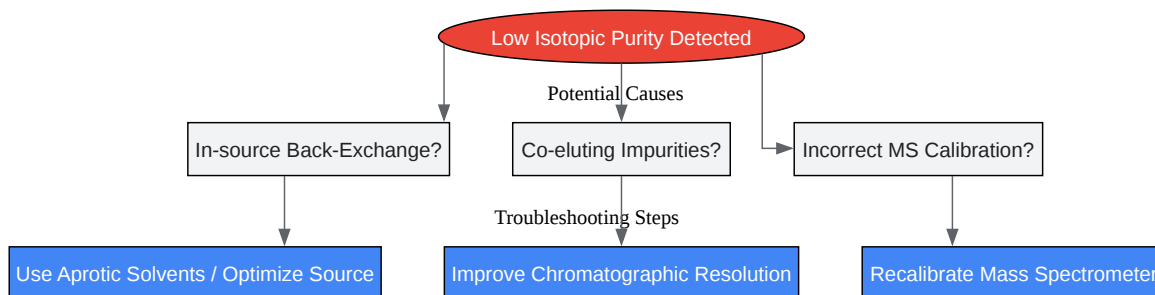 Low Isotopic Purity Detected
Potential Causes
In-source Back-Exchange?
Co-eluting Impurities?
Incorrect MS Calibration?
Troubleshooting Steps
Use Aprotic Solvents / Optimize Source
Improve Chromatographic Resolution
Recalibrate Mass Spectrometer